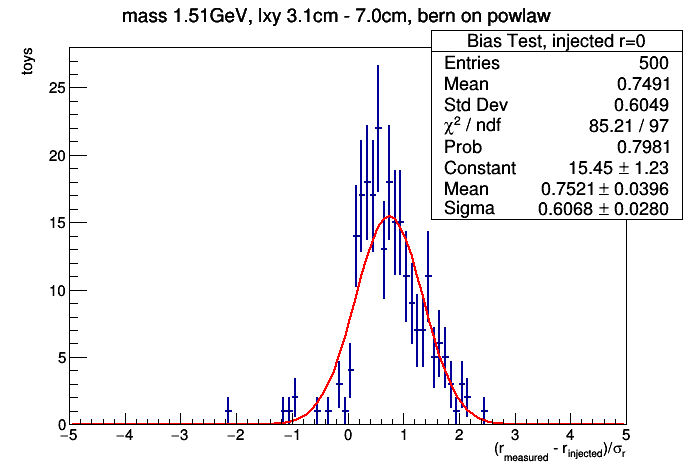 mass 1.51GeV, lxy 3.1cm - 7.0cm, bern on powlaw
Bias Test, injected r=0
Entries 500
Mean 0.7491
Std Dev 0.6049
χ² / ndf 85.21 / 97
Prob 0.7981
Constant 15.45 ± 1.23
Mean 0.7521 ± 0.0396
Sigma 0.6068 ± 0.0280
toys
25
20
15
10
5
0
−5 −4 −3 −2 −1 0 1 2 3 4 5
(r_measured - r_injected)/σ_r